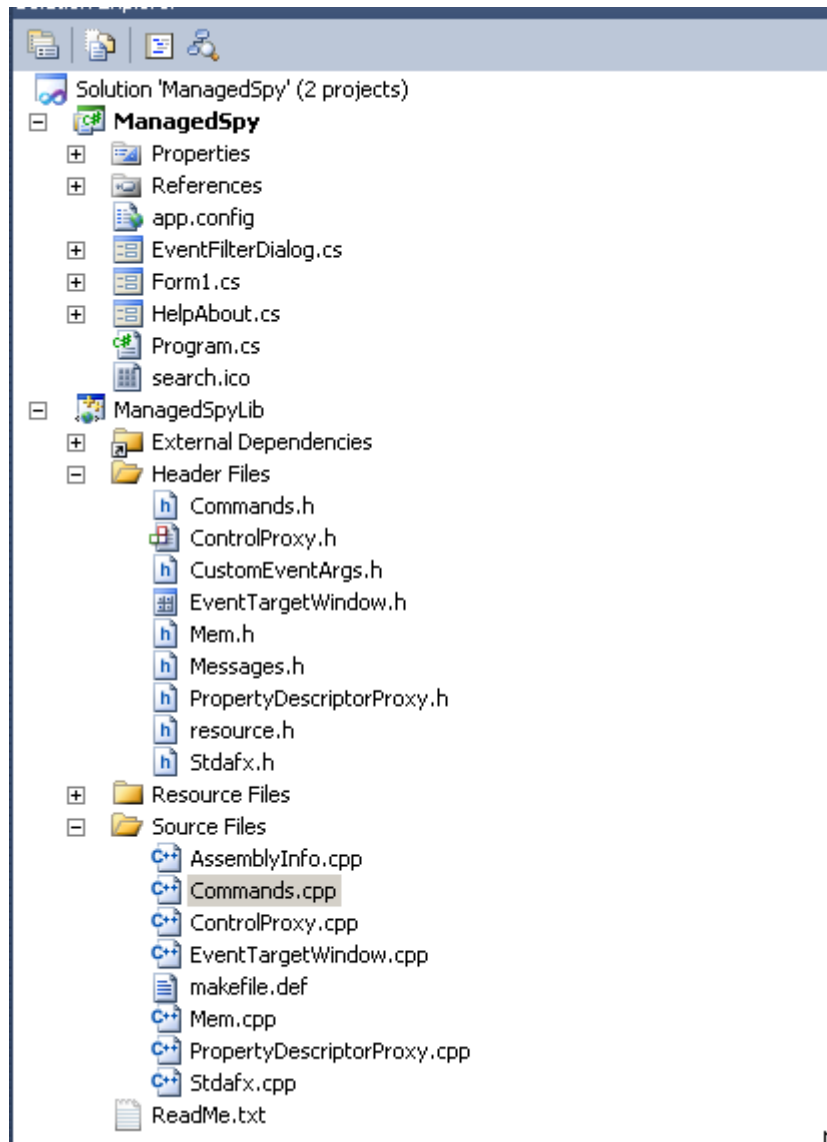 Solution Explorer
Solution 'ManagedSpy' (2 projects)
ManagedSpy
Properties
References
app.config
EventFilterDialog.cs
Form1.cs
HelpAbout.cs
Program.cs
search.ico
ManagedSpyLib
External Dependencies
Header Files
Commands.h
ControlProxy.h
CustomEventArgs.h
EventTargetWindow.h
Mem.h
Messages.h
PropertyDescriptorProxy.h
resource.h
Stdafx.h
Resource Files
Source Files
AssemblyInfo.cpp
Commands.cpp
ControlProxy.cpp
EventTargetWindow.cpp
makefile.def
Mem.cpp
PropertyDescriptorProxy.cpp
Stdafx.cpp
ReadMe.txt